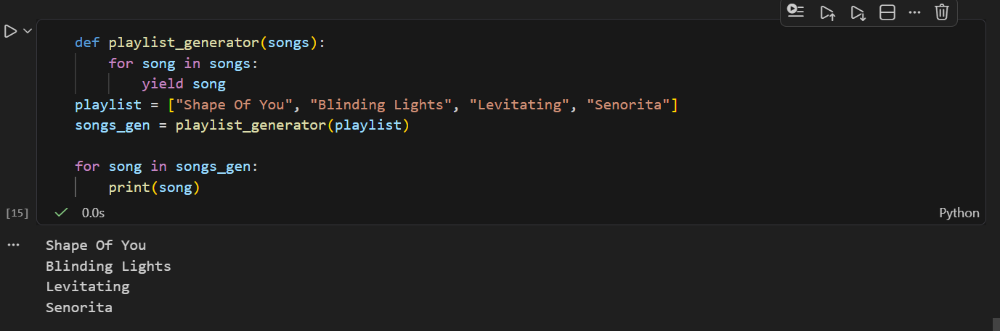 def playlist_generator(songs):
    for song in songs:
        yield song
playlist = ["Shape Of You", "Blinding Lights", "Levitating", "Senorita"]
songs_gen = playlist_generator(playlist)

for song in songs_gen:
    print(song)
[15] 0.0s Python
Shape Of You
Blinding Lights
Levitating
Senorita